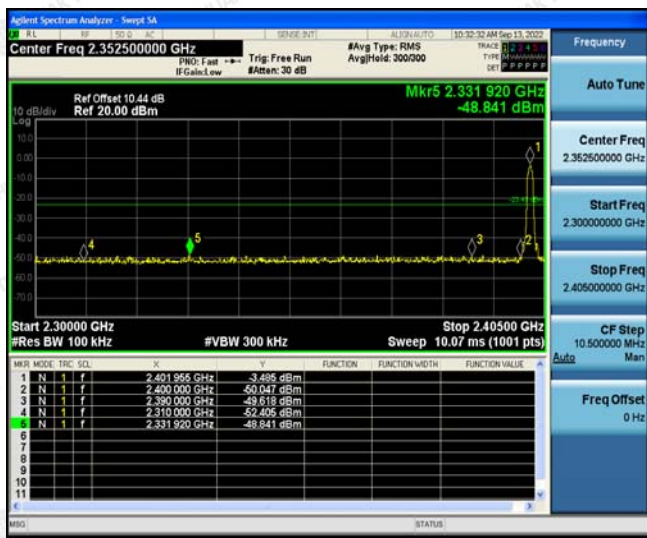 Agilent Spectrum Analyzer - Swept SA
RL RF 50 Ω AC SENSE:INT ALIGN AUTO 10:32:32 AM Sep 13, 2022
Center Freq 2.352500000 GHz
PNO: Fast
IFGain:Low
Trig: Free Run
#Atten: 30 dB
#Avg Type: RMS
Avg|Hold: 300/300
TRACE 1 2 3 4 5 6
TYPE
DET P P P P P P
Frequency
Mkr5 2.331 920 GHz
-48.841 dBm
Ref Offset 10.44 dB
Ref 20.00 dBm
10 dB/div
Log
10.0
0.00
-10.0
-20.0
-30.0
-40.0
-50.0
-60.0
-70.0
1
2
3
4
5
Start 2.30000 GHz
Stop 2.40500 GHz
#Res BW 100 kHz
#VBW 300 kHz
Sweep 10.07 ms (1001 pts)
MKR MODE TRC SCL X Y FUNCTION FUNCTION WIDTH FUNCTION VALUE
1 N 1 f 2.401 955 GHz -3.485 dBm
2 N 1 f 2.400 000 GHz -50.047 dBm
3 N 1 f 2.390 000 GHz -49.618 dBm
4 N 1 f 2.310 000 GHz -52.405 dBm
5 N 1 f 2.331 920 GHz -48.841 dBm
6
7
8
9
10
11
MSG
STATUS
Auto Tune
Center Freq
2.352500000 GHz
Start Freq
2.300000000 GHz
Stop Freq
2.405000000 GHz
CF Step
10.500000 MHz
Auto Man
Freq Offset
0 Hz